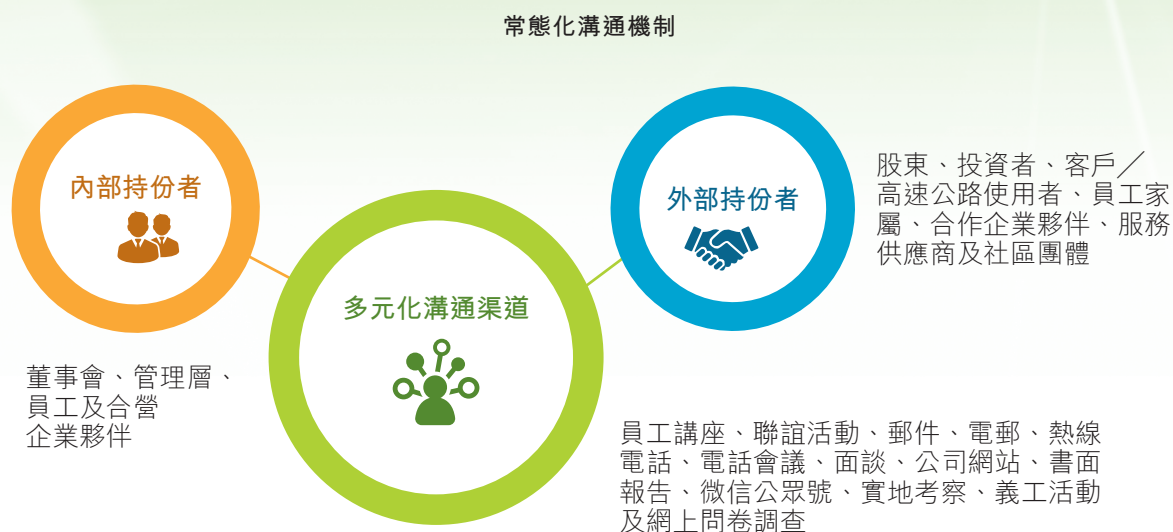 常態化溝通機制
內部持份者
董事會、管理層、
員工及合營
企業夥伴
多元化溝通渠道
員工講座、聯誼活動、郵件、電郵、熱線
電話、電話會議、面談、公司網站、書面
報告、微信公眾號、實地考察、義工活動
及網上問卷調查
外部持份者
股東、投資者、客戶／
高速公路使用者、員工家
屬、合作企業夥伴、服務
供應商及社區團體